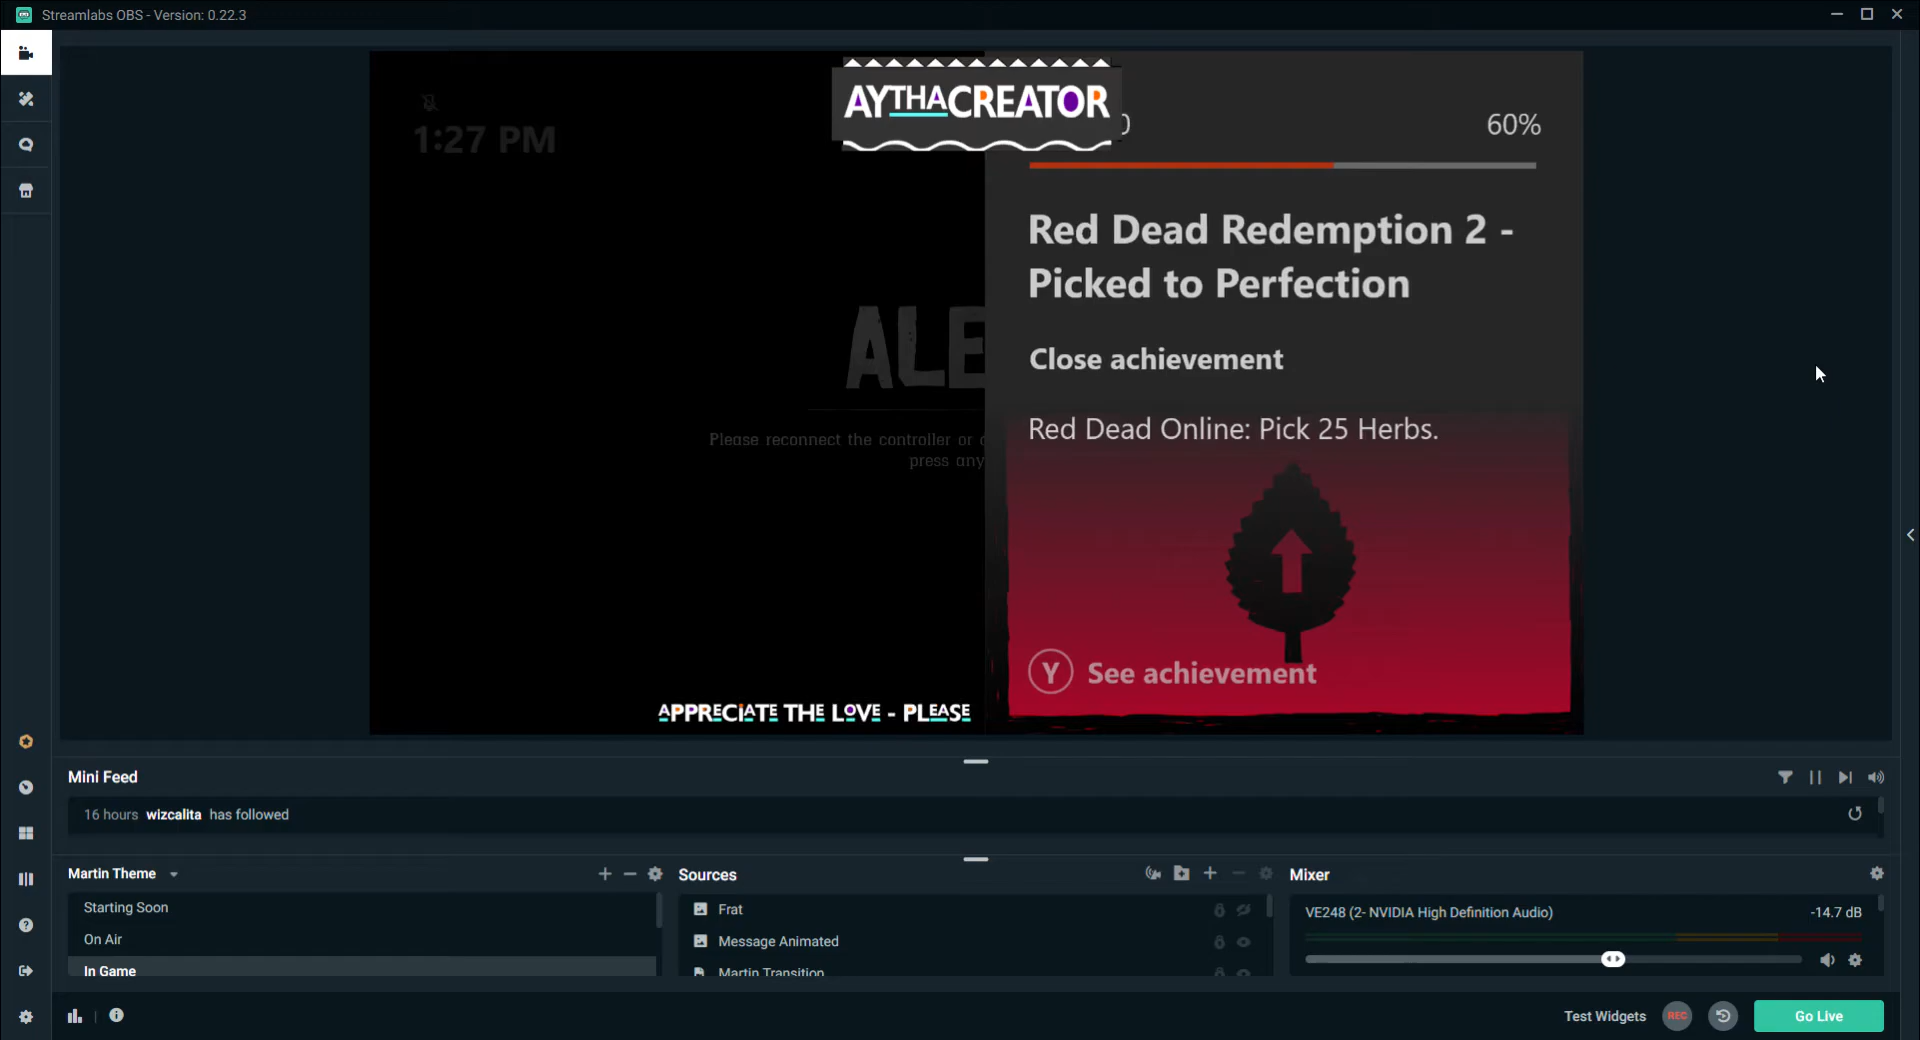 Streamlabs OBS - Version: 0.22.3
1:27 PM
AYTHACREATOR
60%
Red Dead Redemption 2 -
Picked to Perfection
ALE
Close achievement
Please reconnect the controller or
press any
Red Dead Online: Pick 25 Herbs.
Y See achievement
APPRECIATE THE LOVE - PLEASE
Mini Feed
16 hours wizcalita has followed
Martin Theme
Starting Soon
On Air
In Game
Sources
Frat
Message Animated
Martin Transition
Mixer
VE248 (2- NVIDIA High Definition Audio) -14.7 dB
Test Widgets REC Go Live